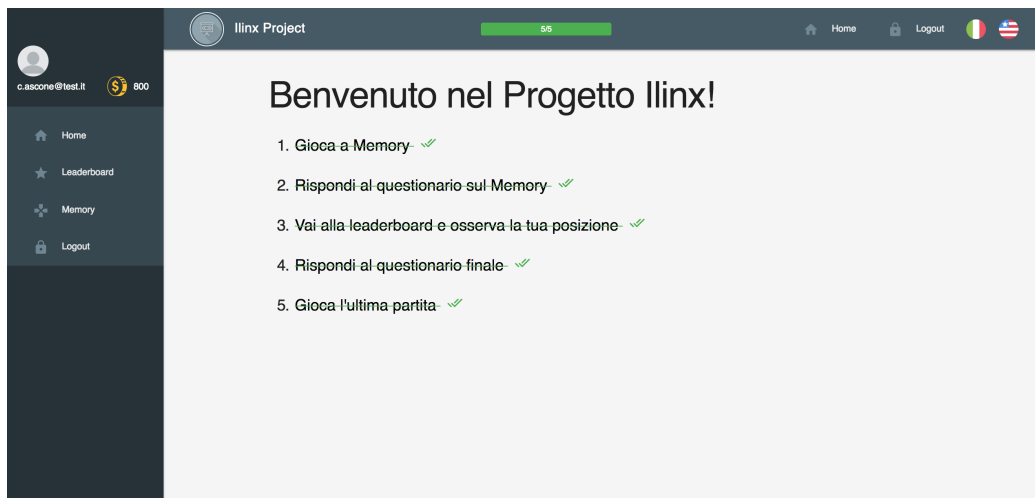 Ilinx Project
5/5
Home
Logout
c.ascone@test.it
800
Home
Leaderboard
Memory
Logout
Benvenuto nel Progetto Ilinx!
1. Gioca a Memory
2. Rispondi al questionario sul Memory
3. Vai alla leaderboard e osserva la tua posizione
4. Rispondi al questionario finale
5. Gioca l'ultima partita